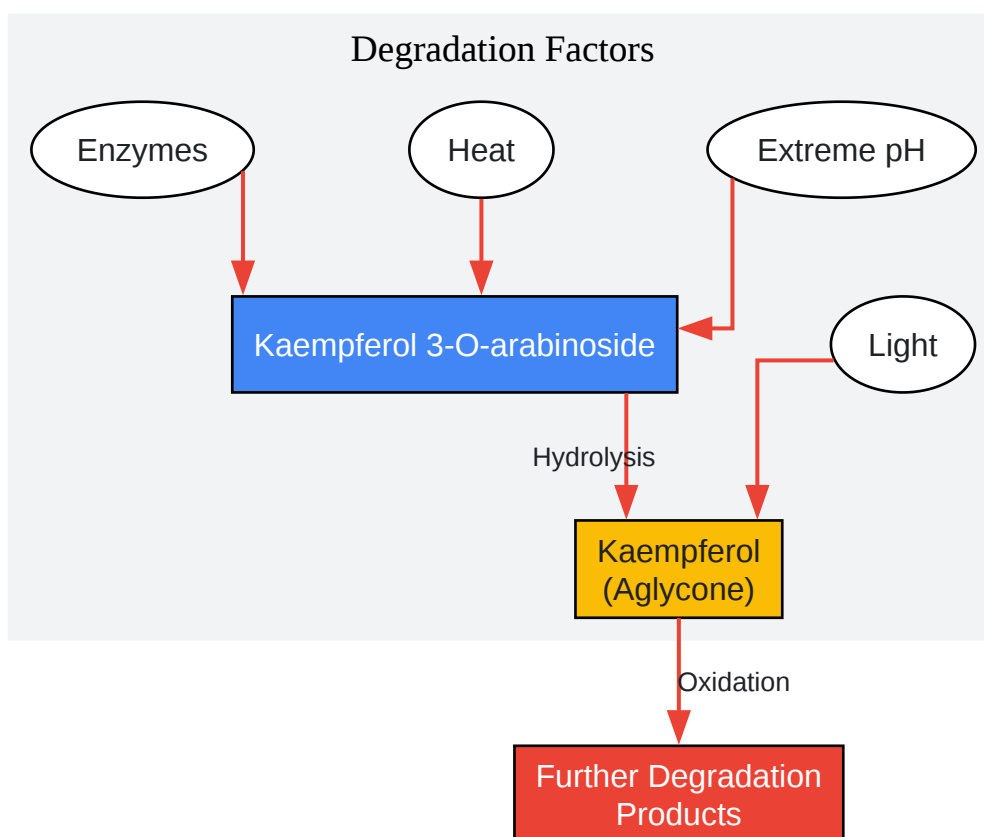 Degradation Factors
Enzymes
Heat
Extreme pH
Kaempferol 3-O-arabinoside
Light
Hydrolysis
Kaempferol
(Aglycone)
Oxidation
Further Degradation
Products